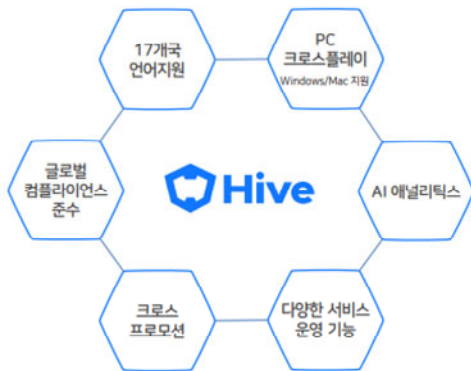 17개국
언어지원
PC
크로스플레이
Windows/Mac 지원
글로벌
컴플라이언스
준수
Hive
AI 애널리틱스
크로스
프로모션
다양한 서비스
운영 기능